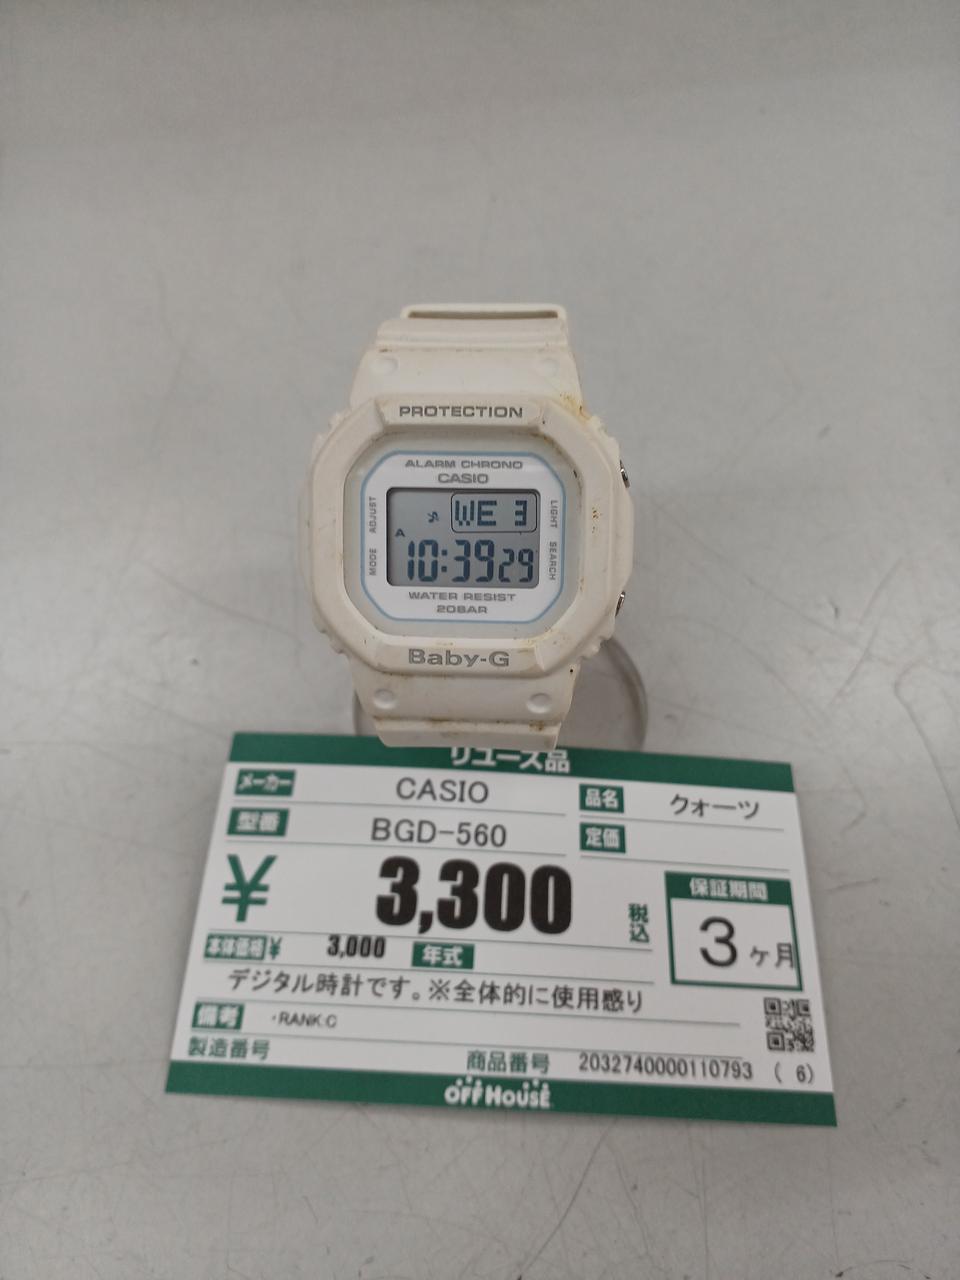 PROTECTION
ALARM CHRONO
CASIO
ADJUST
MODE
LIGHT
SEARCH
WE 3
A
10:39 29
WATER RESIST
20BAR
Baby-G
リユース品
メーカー CASIO
品名 クォーツ
型番 BGD-560
定価
¥3,300 税込
保証期間
3ヶ月
本体価格¥ 3,000 年式
デジタル時計です。※全体的に使用感り
備考 ・RANK:C
製造番号
商品番号 2032740000110793 ( 6)
OFF HOUSE